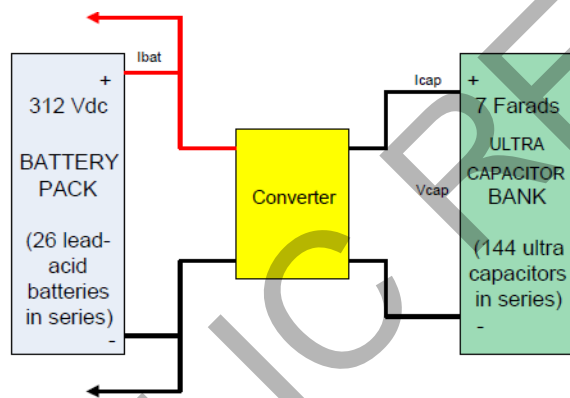 Ibat
+
312 Vdc
BATTERY
PACK
(26 lead-
acid
batteries
in series)
-
Converter
Icap
Vcap
+
7 Farads
ULTRA
CAPACITOR
BANK
(144 ultra
capacitors
in series)
-